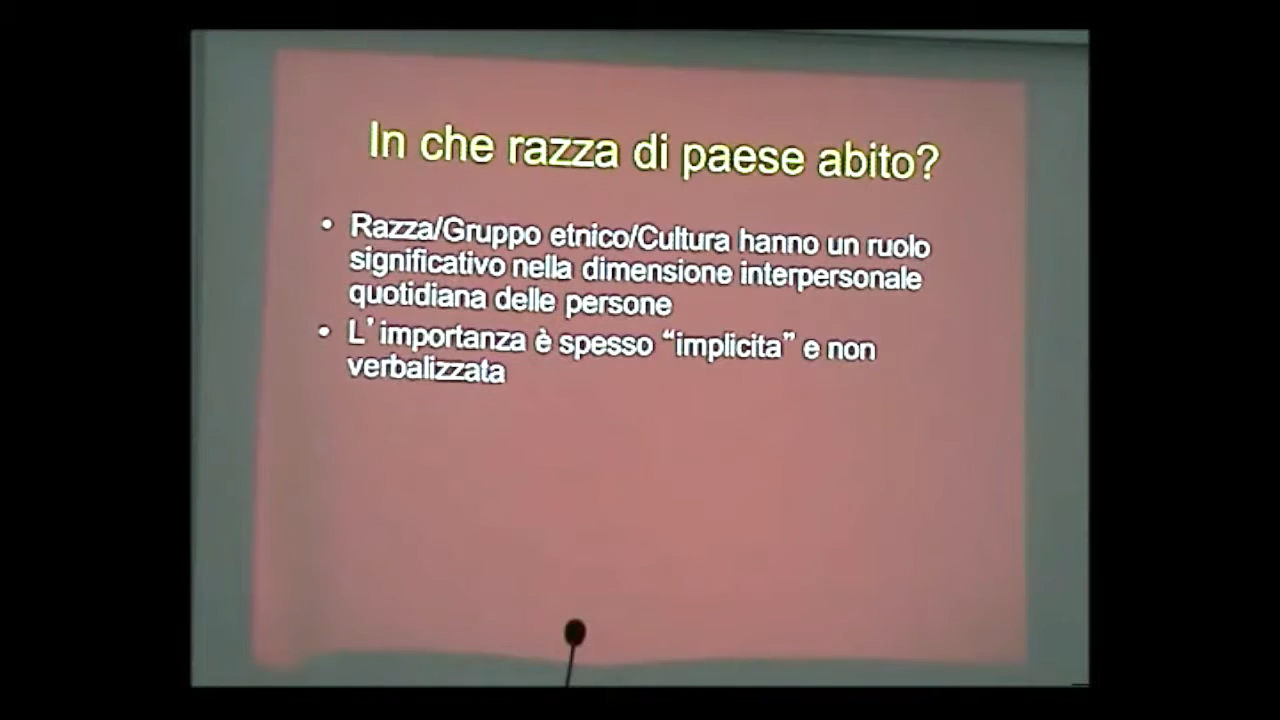 In che razza di paese abito?
• Razza/Gruppo etnico/Cultura hanno un ruolo
significativo nella dimensione interpersonale
quotidiana delle persone
• L’ importanza è spesso “implicita” e non
verbalizzata